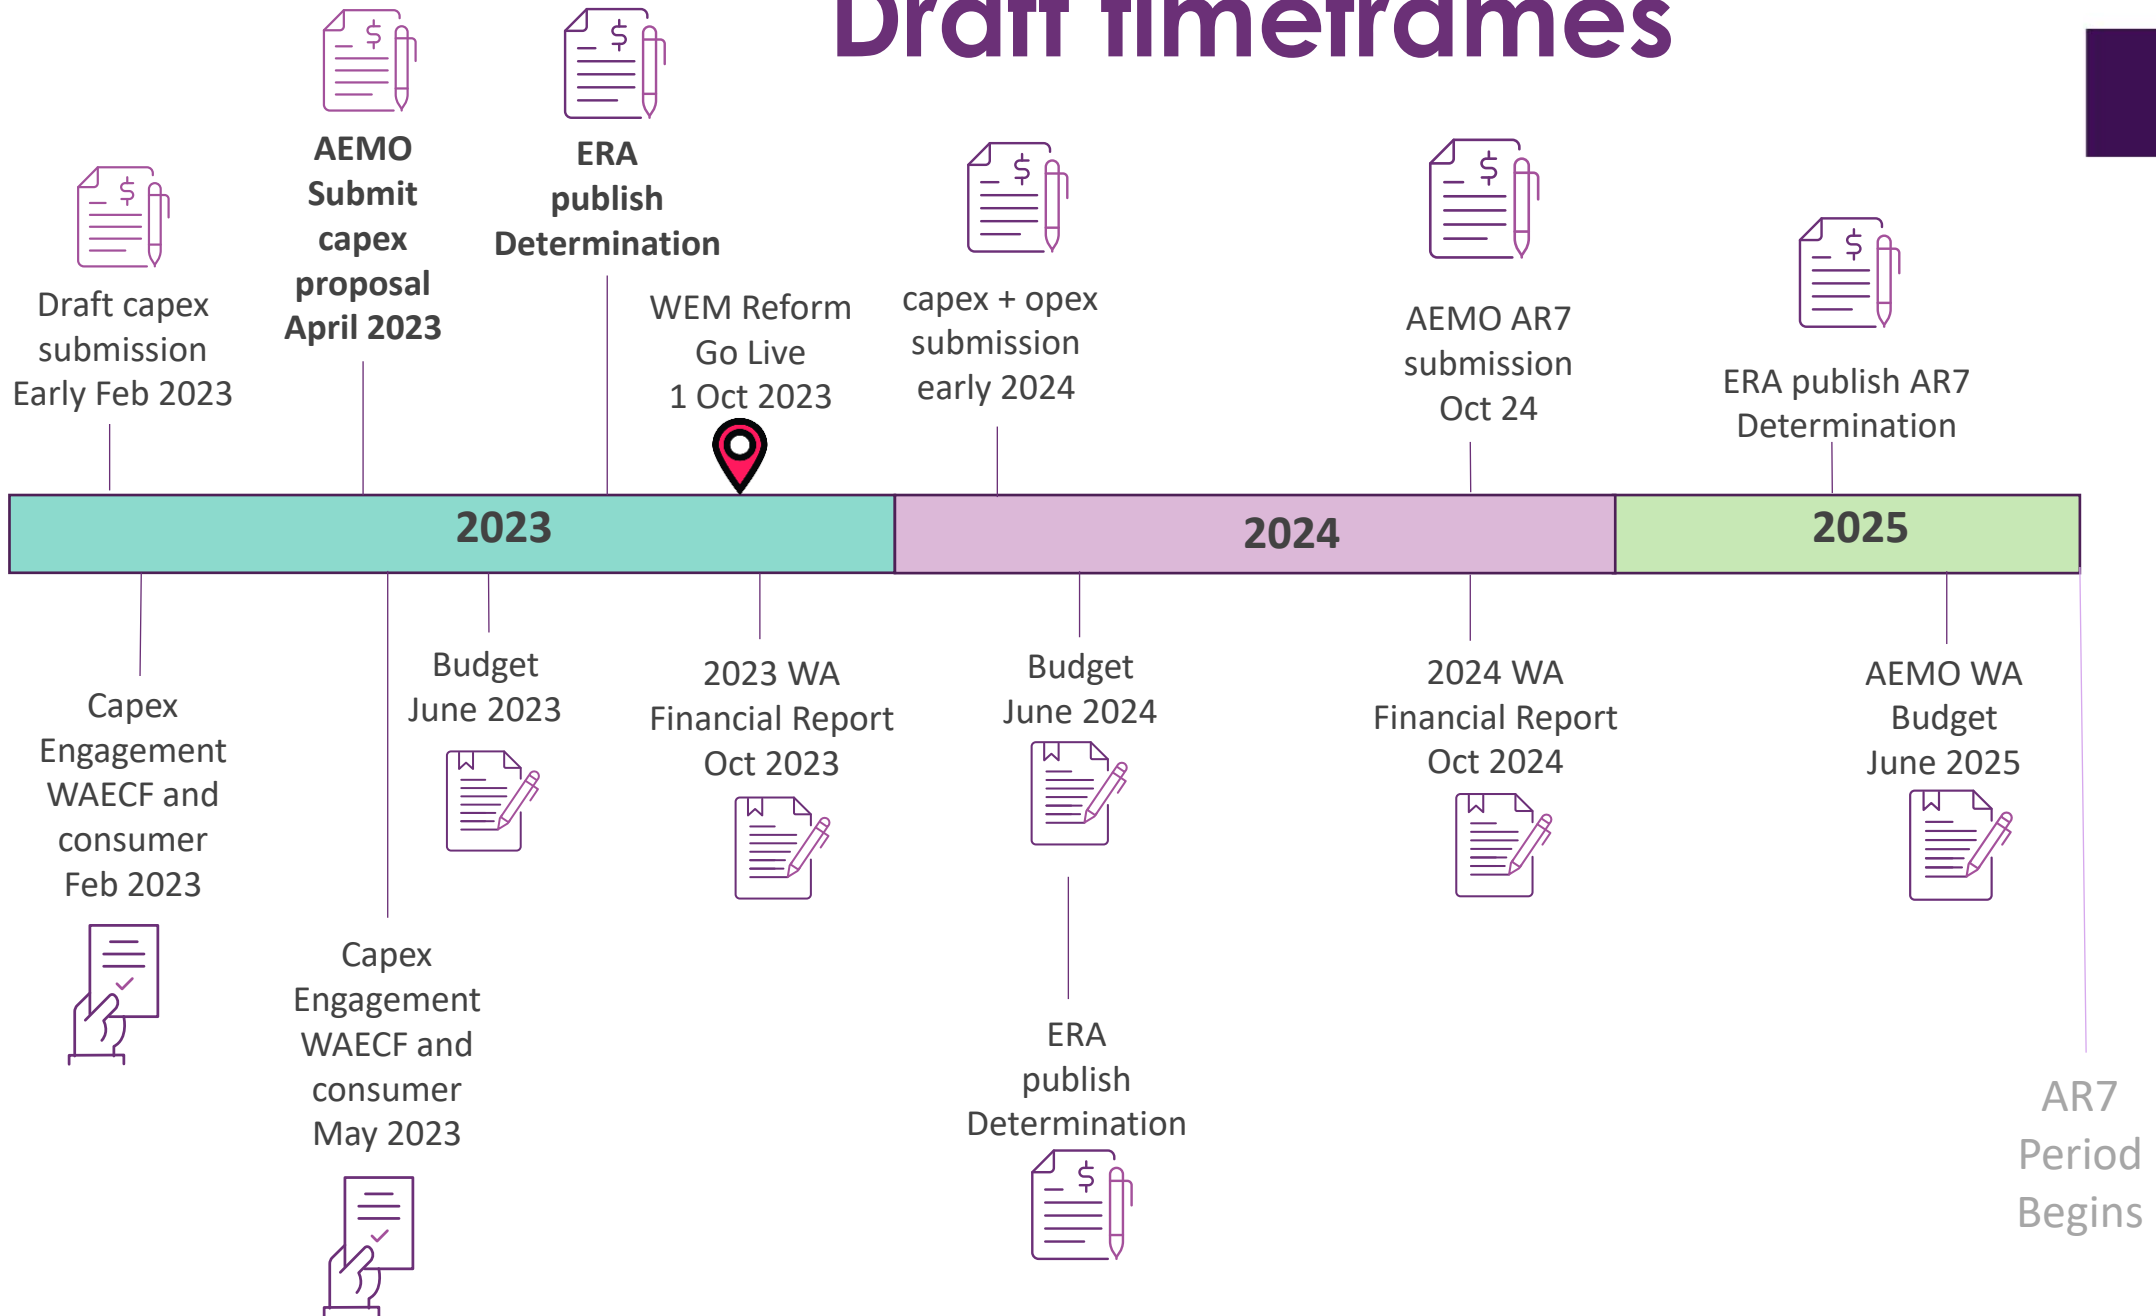 Draft timeframes
AEMO
Submit
capex
proposal
April 2023
ERA
publish
Determination
Draft capex
submission
Early Feb 2023
WEM Reform
Go Live
1 Oct 2023
capex + opex
submission
early 2024
AEMO AR7
submission
Oct 24
ERA publish AR7
Determination
2023
2024
2025
Capex
Engagement
WAECF and
consumer
Feb 2023
Capex
Engagement
WAECF and
consumer
May 2023
Budget
June 2023
2023 WA
Financial Report
Oct 2023
Budget
June 2024
ERA
publish
Determination
2024 WA
Financial Report
Oct 2024
AEMO WA
Budget
June 2025
AR7
Period
Begins